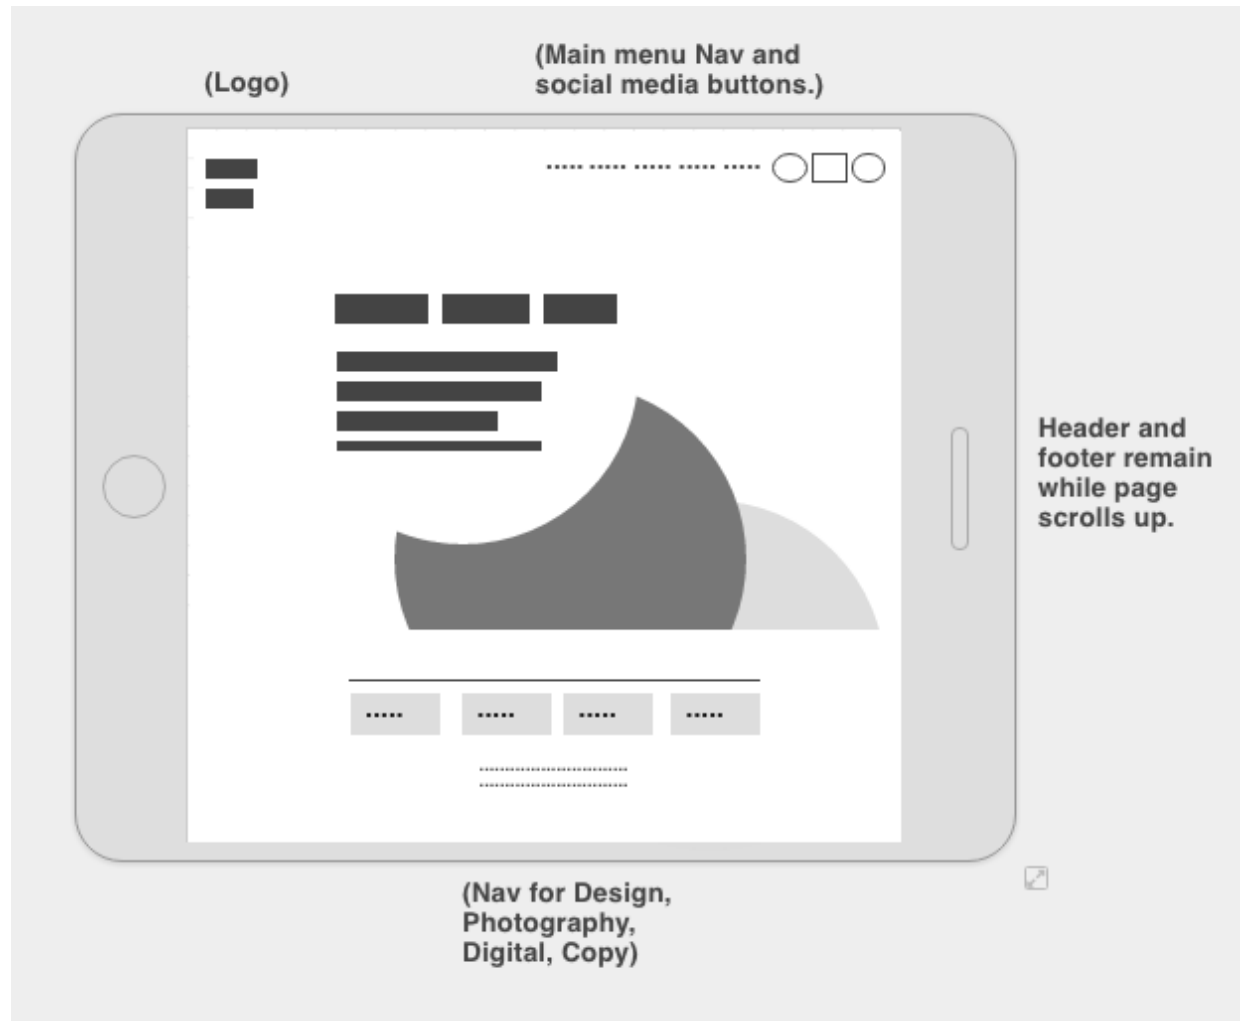 (Logo)
(Main menu Nav and
social media buttons.)
Header and
footer remain
while page
scrolls up.
(Nav for Design,
Photography,
Digital, Copy)